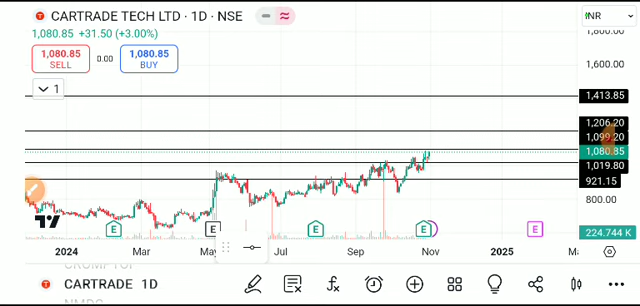 CARTRADE TECH LTD · 1D · NSE
INR
1,080.85 +31.50 (+3.00%)
1,800.00
1,080.85
SELL
0.00
1,080.85
BUY
1,600.00
1
1,413.85
1,206.20
1,099.20
1,080.85
1,019.80
921.15
800.00
E
E
E
E
E
224.744 K
2024
Mar
May
Jul
Sep
Nov
2025
CARTRADE 1D